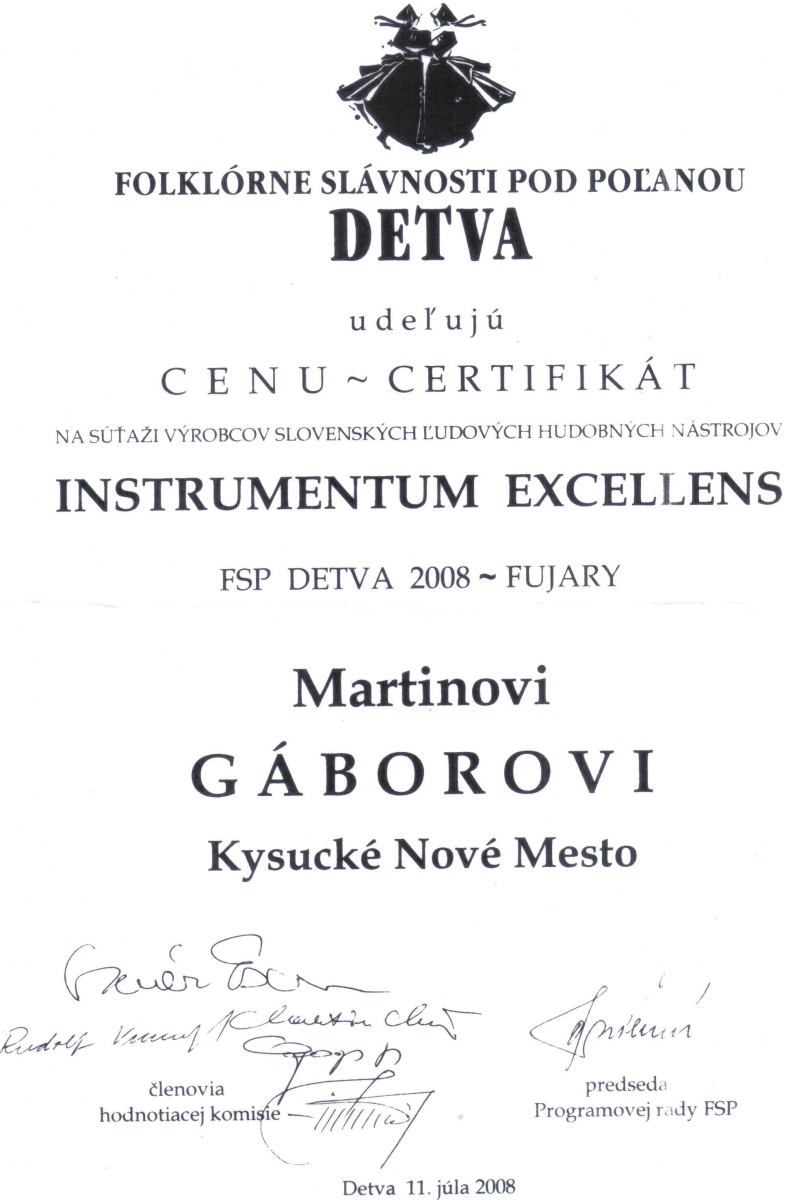 FOLKLÓRNE SLÁVNOSTI POD POĽANOU
DETVA
udeľujú
CENU ~ CERTIFIKÁT
NA SÚŤAŽI VÝROBCOV SLOVENSKÝCH ĽUDOVÝCH HUDOBNÝCH NÁSTROJOV
INSTRUMENTUM EXCELLENS
FSP DETVA 2008 ~ FUJARY
Martinovi
GÁBOROVI
Kysucké Nové Mesto
Rudolf
členovia
hodnotiacej komisie
predseda
Programovej rady FSP
Detva 11. júla 2008